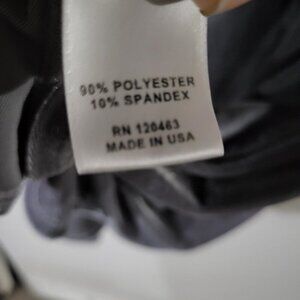 90% POLYESTER
10% SPANDEX
RN 120463
MADE IN USA